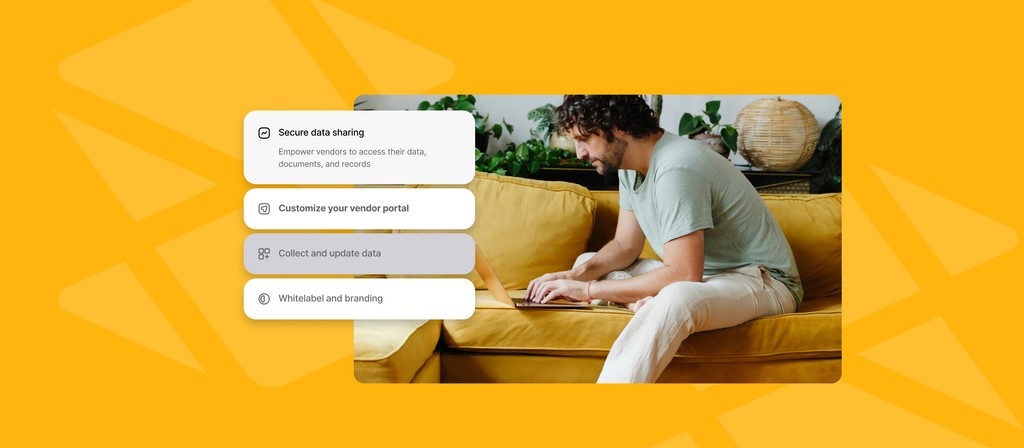 Secure data sharing
Empower vendors to access their data,
documents, and records
Customize your vendor portal
Collect and update data
Whitelabel and branding